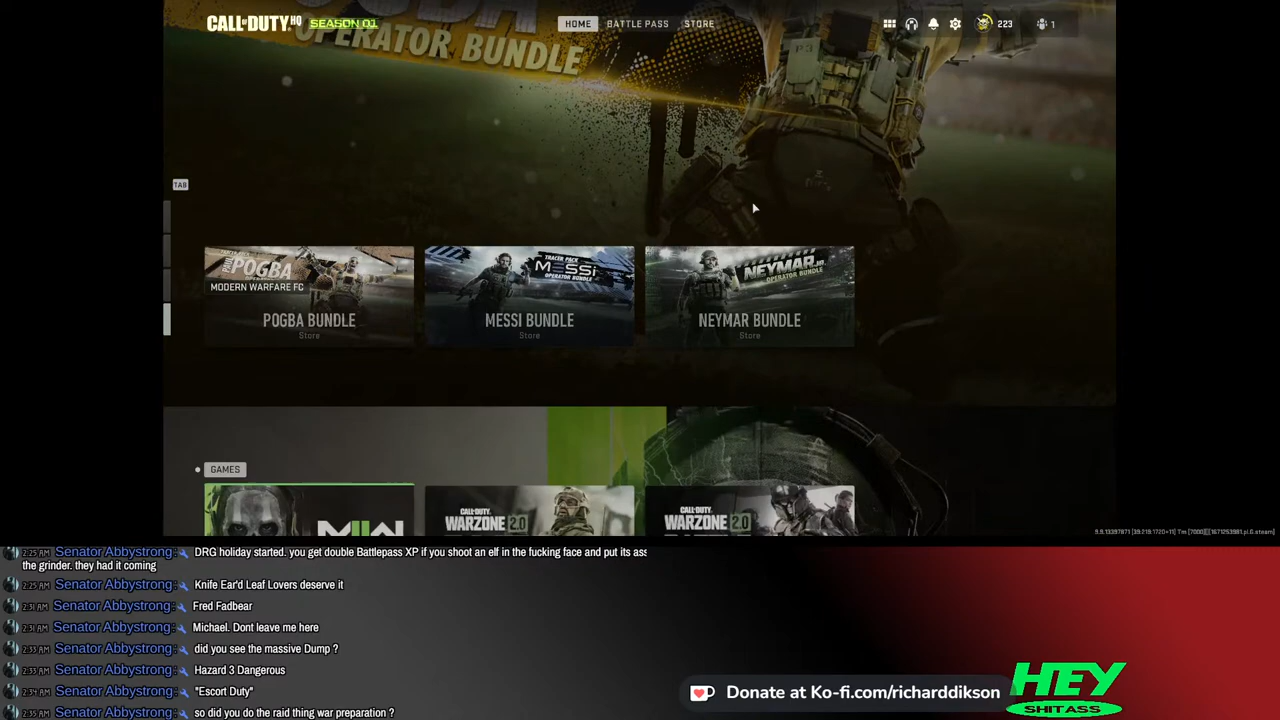 CALL OF DUTY HQ SEASON 01 HOME BATTLE PASS STORE 223 1
OPERATOR BUNDLE
P3
TAB
PAUL POGBA
MODERN WARFARE FC
POGBA BUNDLE
Store
TRACER PACK
MESSI
OPERATOR BUNDLE
MESSI BUNDLE
Store
NEYMAR JR
OPERATOR BUNDLE
NEYMAR BUNDLE
Store
GAMES
MWII
CALL OF DUTY
WARZONE 2.0
CALL OF DUTY
WARZONE 2.0
2:25 AM Senator Abbystrong: DRG holiday started. you get double Battlepass XP if you shoot an elf in the fucking face and put its ass
the grinder. they had it coming
2:25 AM Senator Abbystrong: Knife Ear'd Leaf Lovers deserve it
2:31 AM Senator Abbystrong: Fred Fadbear
2:31 AM Senator Abbystrong: Michael. Dont leave me here
2:33 AM Senator Abbystrong: did you see the massive Dump ?
2:33 AM Senator Abbystrong: Hazard 3 Dangerous
2:34 AM Senator Abbystrong: "Escort Duty"
2:35 AM Senator Abbystrong: so did you do the raid thing war preparation ?
Donate at Ko-fi.com/richarddikson
HEY
SHIT ASS